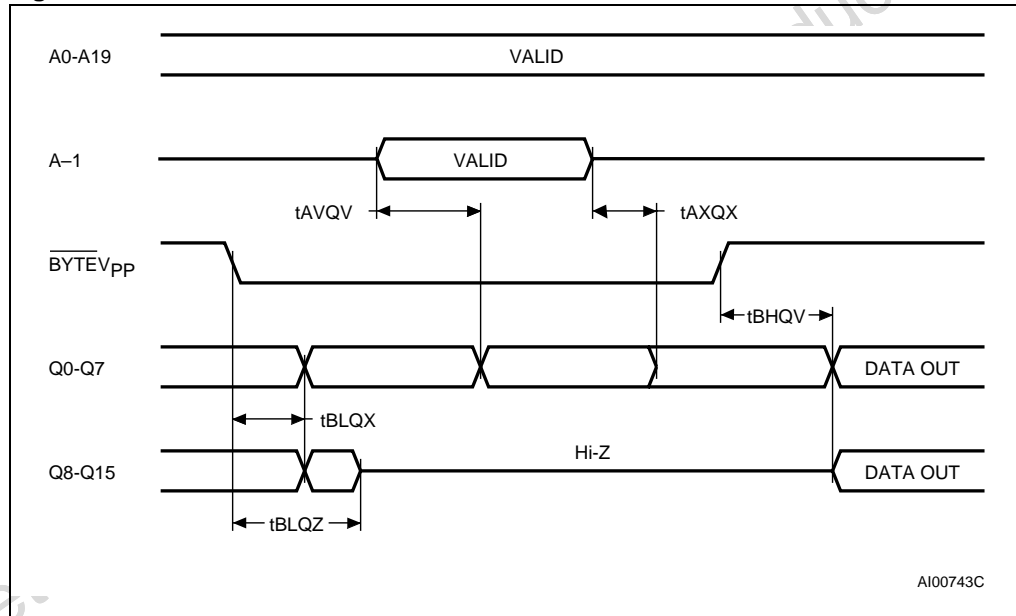 A0-A19 VALID
A–1 VALID
tAVQV tAXQX
BYTEVPP
tBHQV
Q0-Q7 DATA OUT
tBLQX
Hi-Z
Q8-Q15 DATA OUT
tBLQZ
AI00743C